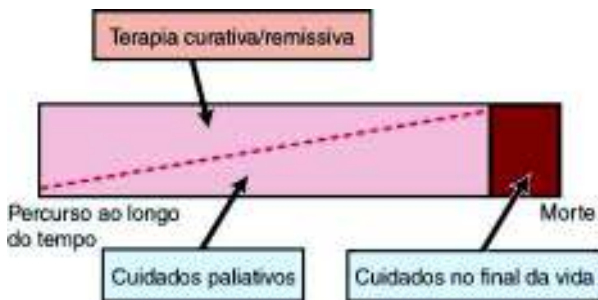 Terapia curativa/remissiva
Percurso ao longo
do tempo
Morte
Cuidados paliativos
Cuidados no final da vida